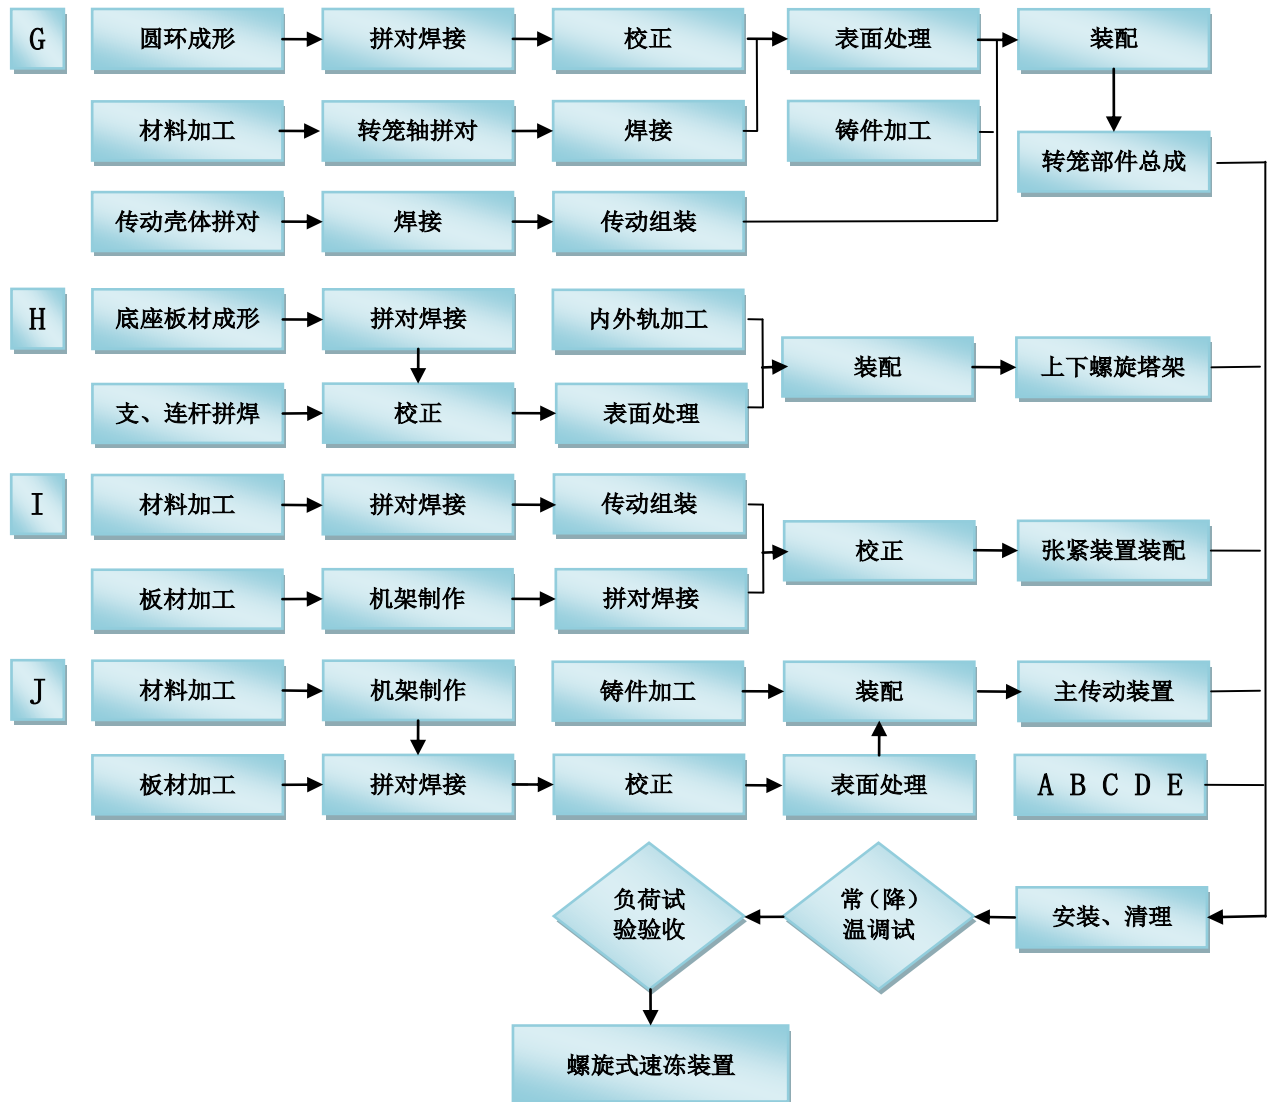 G
圆环成形
拼对焊接
校正
表面处理
装配
材料加工
转笼轴拼对
焊接
铸件加工
转笼部件总成
传动壳体拼对
焊接
传动组装
H
底座板材成形
拼对焊接
内外轨加工
装配
上下螺旋塔架
支、连杆拼焊
校正
表面处理
I
材料加工
拼对焊接
传动组装
校正
张紧装置装配
板材加工
机架制作
拼对焊接
J
材料加工
机架制作
铸件加工
装配
主传动装置
板材加工
拼对焊接
校正
表面处理
A B C D E
负荷试
验验收
常（降）
温调试
安装、清理
螺旋式速冻装置